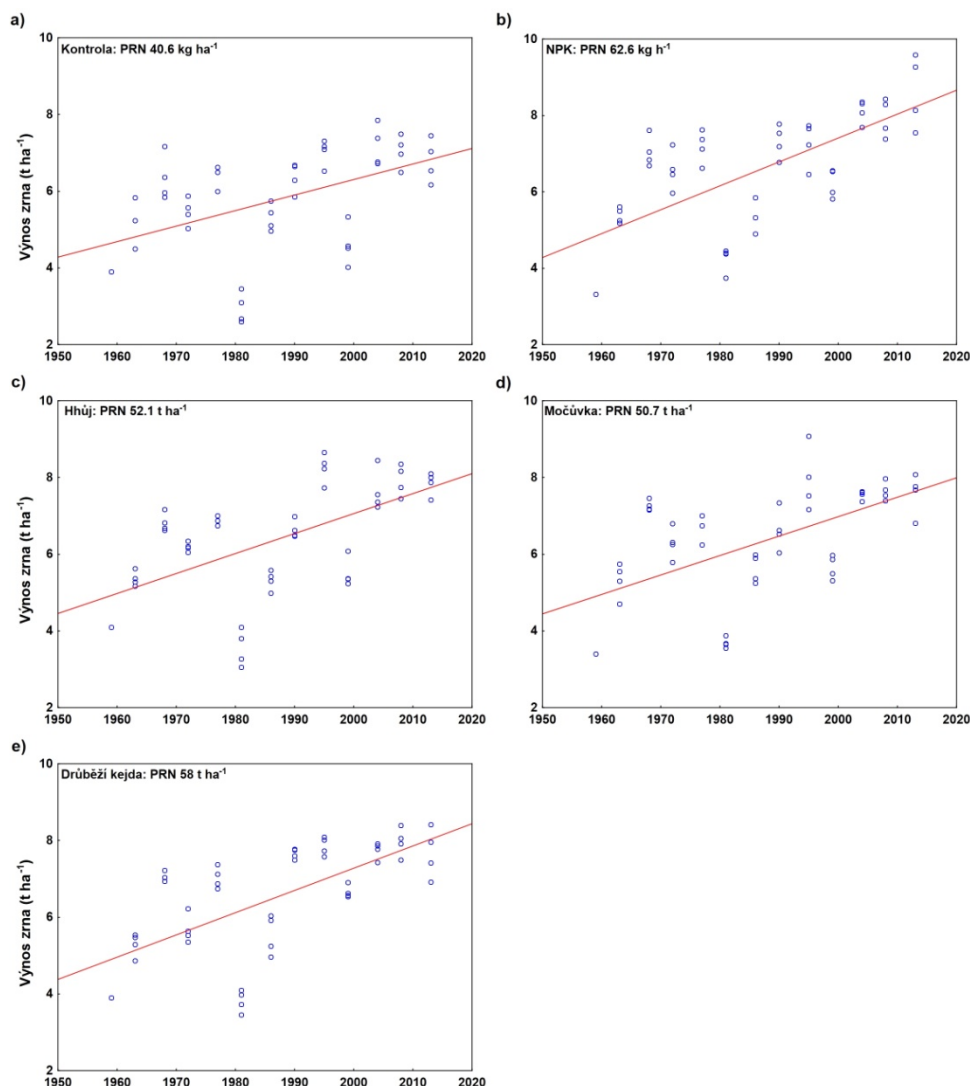 a)
Kontrola: PRN 40.6 kg ha⁻¹
Výnos zrna (t ha⁻¹)
10
8
6
4
2
1950 1960 1970 1980 1990 2000 2010 2020
b)
NPK: PRN 62.6 kg h⁻¹
10
8
6
4
2
1950 1960 1970 1980 1990 2000 2010 2020
c)
Hhůj: PRN 52.1 t ha⁻¹
Výnos zrna (t ha⁻¹)
10
8
6
4
2
1950 1960 1970 1980 1990 2000 2010 2020
d)
Močůvka: PRN 50.7 t ha⁻¹
10
8
6
4
2
1950 1960 1970 1980 1990 2000 2010 2020
e)
Drůběží kejda: PRN 58 t ha⁻¹
Výnos zrna (t ha⁻¹)
10
8
6
4
2
1950 1960 1970 1980 1990 2000 2010 2020